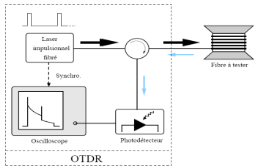 Laser
impulsionnel
fibré
Fibre à tester
Synchro.
Oscilloscope
Photodétecteur
OTDR